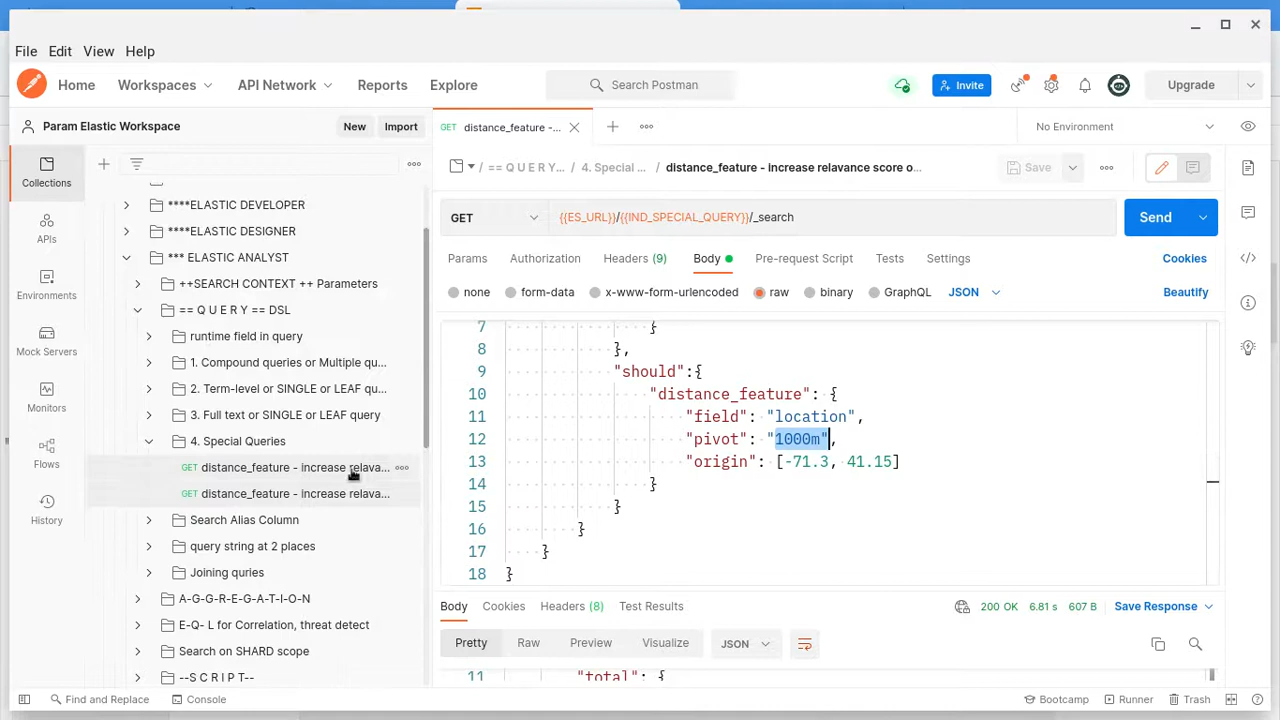 File Edit View Help
Home Workspaces API Network Reports Explore Search Postman Invite Upgrade
Param Elastic Workspace New Import
GET distance_feature -... No Environment
Collections
APIs
Environments
Mock Servers
Monitors
Flows
History
****ELASTIC DEVELOPER
****ELASTIC DESIGNER
*** ELASTIC ANALYST
++SEARCH CONTEXT ++ Parameters
== Q U E R Y == DSL
runtime field in query
1. Compound queries or Multiple qu...
2. Term-level or SINGLE or LEAF qu...
3. Full text or SINGLE or LEAF query
4. Special Queries
GET distance_feature - increase releva...
GET distance_feature - increase releva...
Search Alias Column
query string at 2 places
Joining quries
A-G-G-R-E-G-A-T-I-O-N
E-Q- L for Correlation, threat detect
Search on SHARD scope
--S C R I P T--
/ == Q U E R Y... / 4. Special ... / distance_feature - increase relavance score o... Save
GET {{ES_URL}}/{{IND_SPECIAL_QUERY}}/_search Send
Params Authorization Headers (9) Body Pre-request Script Tests Settings Cookies
none form-data x-www-form-urlencoded raw binary GraphQL JSON Beautify
7 }
8 },
9 "should":{
10 "distance_feature": {
11 "field": "location",
12 "pivot": "1000m",
13 "origin": [-71.3, 41.15]
14 }
15 }
16 }
17 }
18 }
Body Cookies Headers (8) Test Results 200 OK 6.81 s 607 B Save Response
Pretty Raw Preview Visualize JSON
11 "total": {
Find and Replace Console Bootcamp Runner Trash